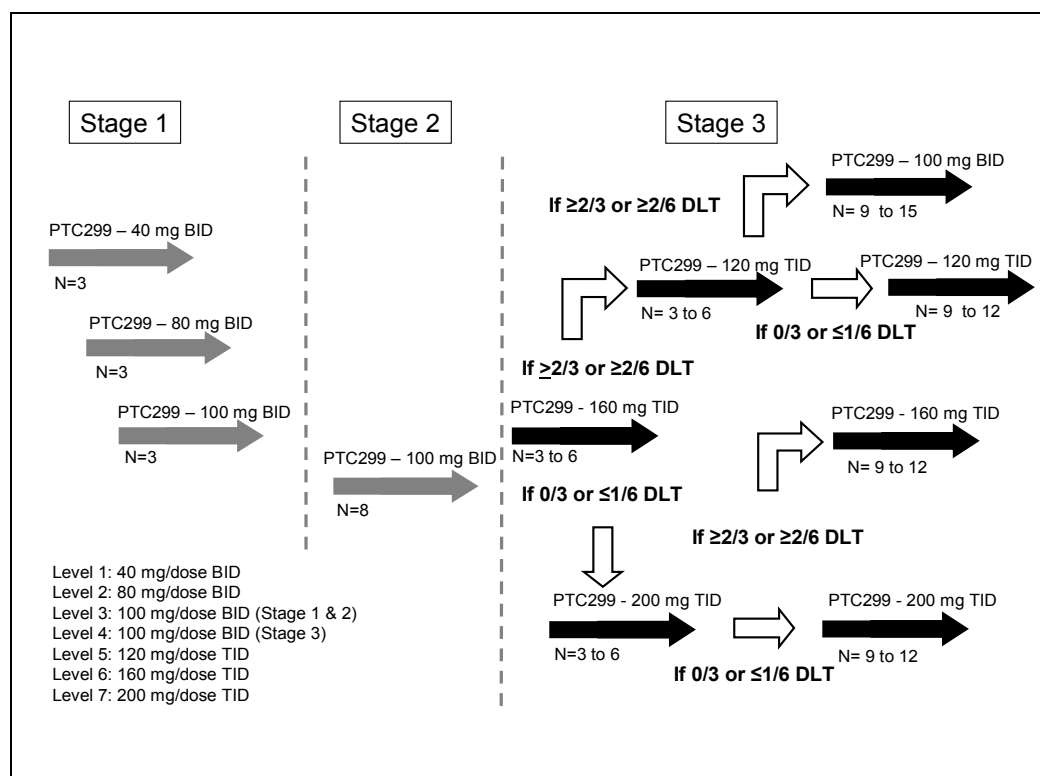 Stage 1
Stage 2
Stage 3
PTC299 – 40 mg BID
N=3
PTC299 – 80 mg BID
N=3
PTC299 – 100 mg BID
N=3
PTC299 – 100 mg BID
N=8
PTC299 – 100 mg BID
N= 9 to 15
If ≥2/3 or ≥2/6 DLT
PTC299 – 120 mg TID
N= 3 to 6
PTC299 – 120 mg TID
N= 9 to 12
If 0/3 or ≤1/6 DLT
If ≥2/3 or ≥2/6 DLT
PTC299 - 160 mg TID
N=3 to 6
PTC299 - 160 mg TID
N= 9 to 12
If 0/3 or ≤1/6 DLT
If ≥2/3 or ≥2/6 DLT
PTC299 - 200 mg TID
N=3 to 6
PTC299 - 200 mg TID
N= 9 to 12
If 0/3 or ≤1/6 DLT
Level 1: 40 mg/dose BID
Level 2: 80 mg/dose BID
Level 3: 100 mg/dose BID (Stage 1 & 2)
Level 4: 100 mg/dose BID (Stage 3)
Level 5: 120 mg/dose TID
Level 6: 160 mg/dose TID
Level 7: 200 mg/dose TID